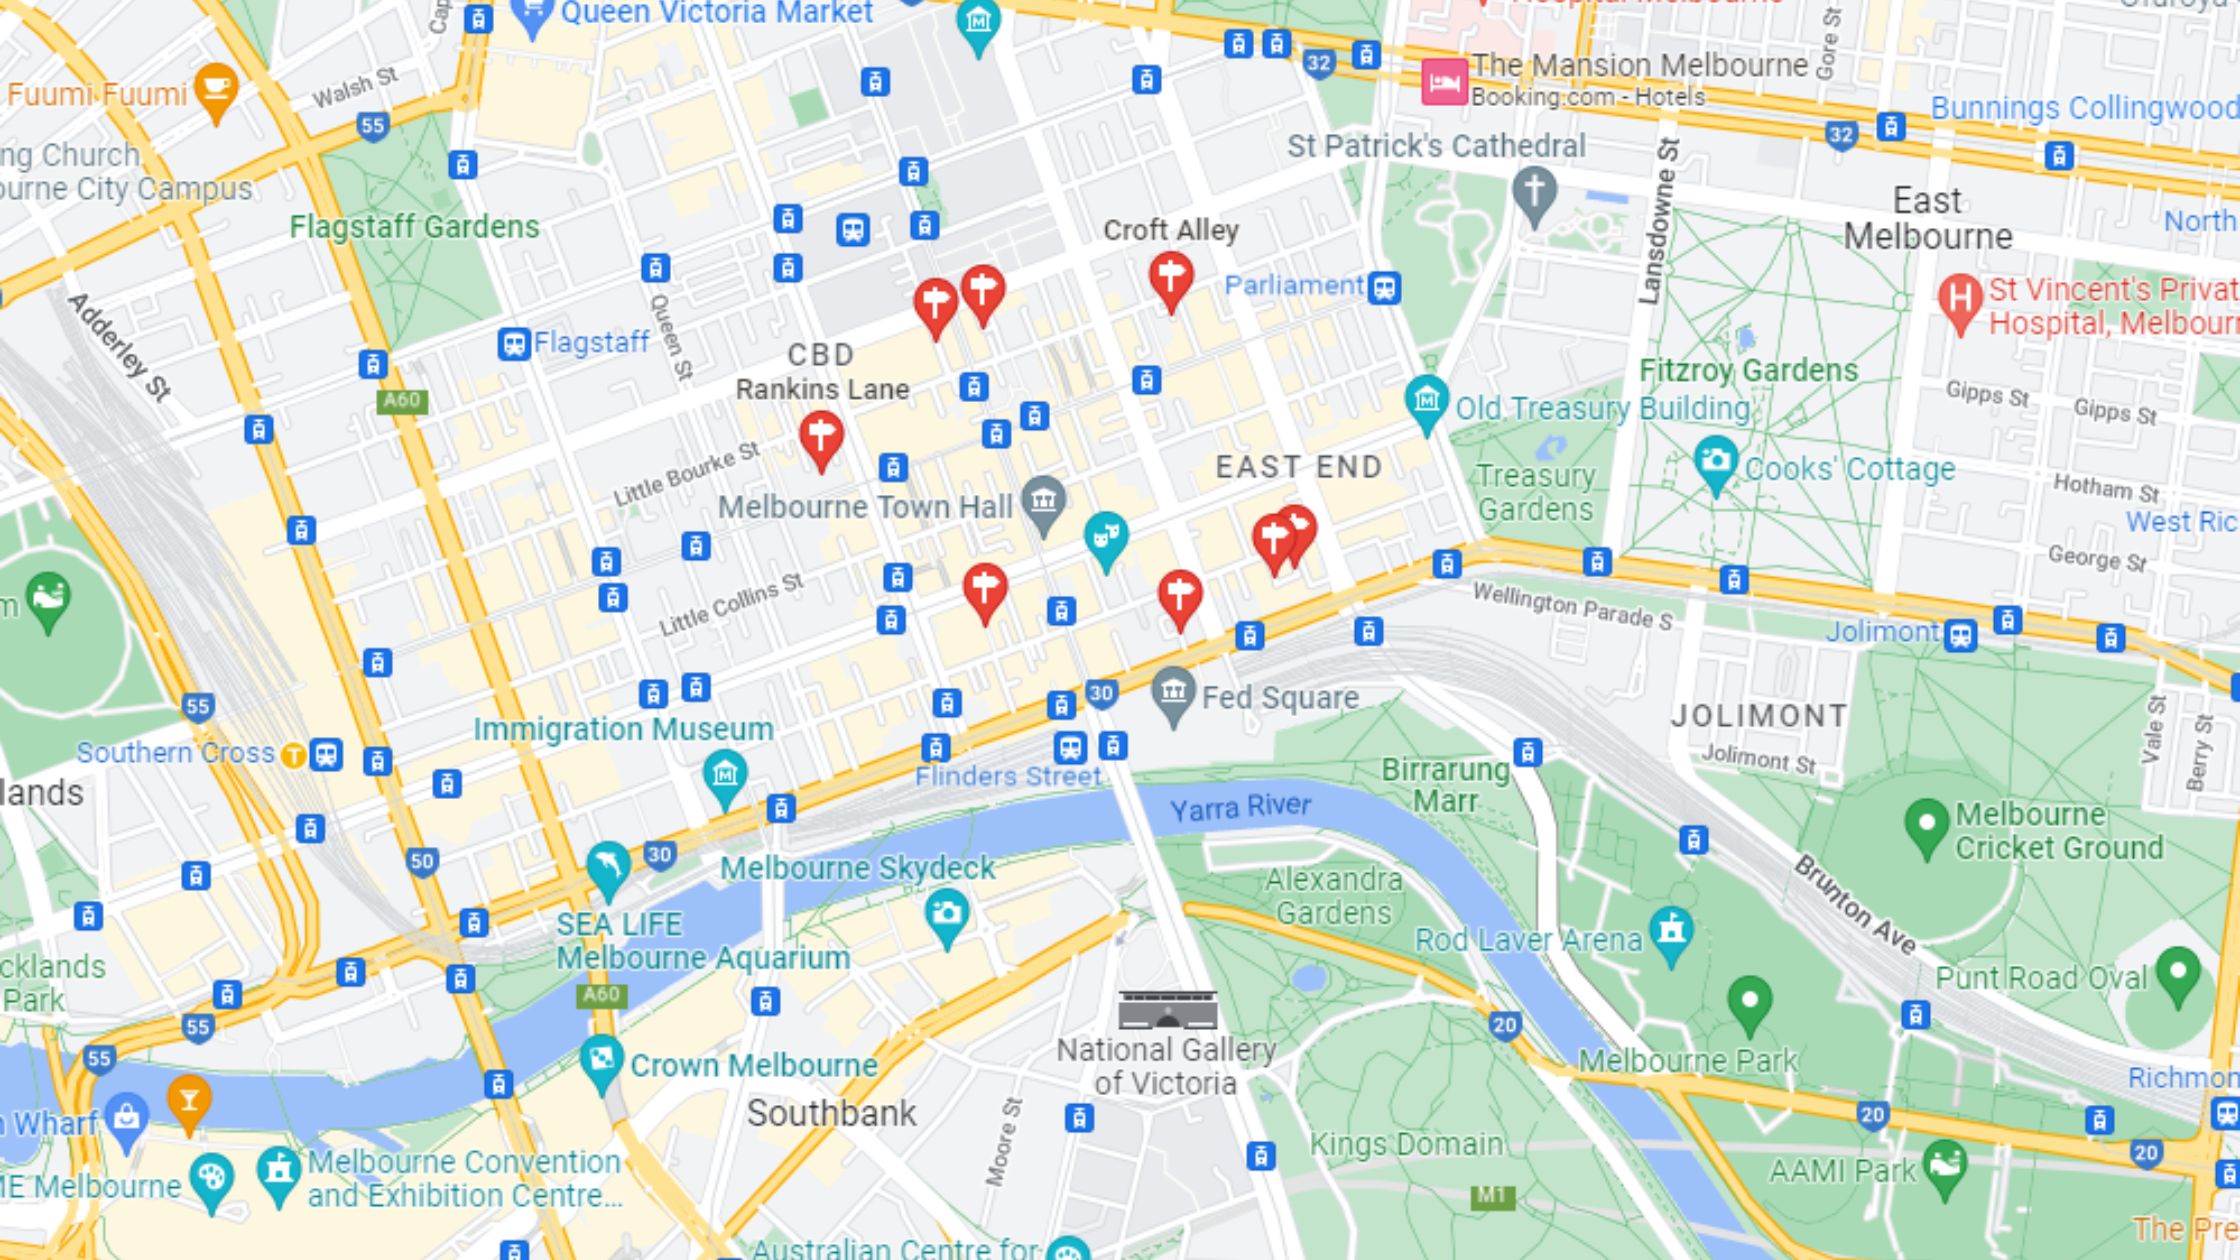 Queen Victoria Market
Fuumi Fuumi
Walsh St
55
32
The Mansion Melbourne
Booking.com - Hotels
Gore St
Bunnings Collingwood
32
ng Church
ourne City Campus
St Patrick's Cathedral
Lansdowne St
East
Melbourne
North
Flagstaff Gardens
Croft Alley
Parliament
St Vincent's Privat
Hospital, Melbour
Adderley St
Queen St
Flagstaff
CBD
Rankins Lane
A60
Fitzroy Gardens
Gipps St
Gipps St
Old Treasury Building
Little Bourke St
EAST END
Treasury
Gardens
Cooks' Cottage
Hotham St
West Ric
Melbourne Town Hall
George St
Little Collins St
Wellington Parade S
Jolimont
m
55
30
Fed Square
JOLIMONT
Jolimont St
Vale St
Berry St
Immigration Museum
Southern Cross
T
Flinders Street
Birrarung
Marr
lands
Yarra River
Melbourne
Cricket Ground
50
30
Melbourne Skydeck
Alexandra
Gardens
Brunton Ave
SEA LIFE
Melbourne Aquarium
Rod Laver Arena
Punt Road Oval
cklands
Park
A60
55
20
55
National Gallery
of Victoria
Melbourne Park
Crown Melbourne
Richmon
Southbank
20
Wharf
Moore St
Kings Domain
20
Melbourne Convention
and Exhibition Centre...
E Melbourne
AAMI Park
M1
The Pre
Australian Centre for